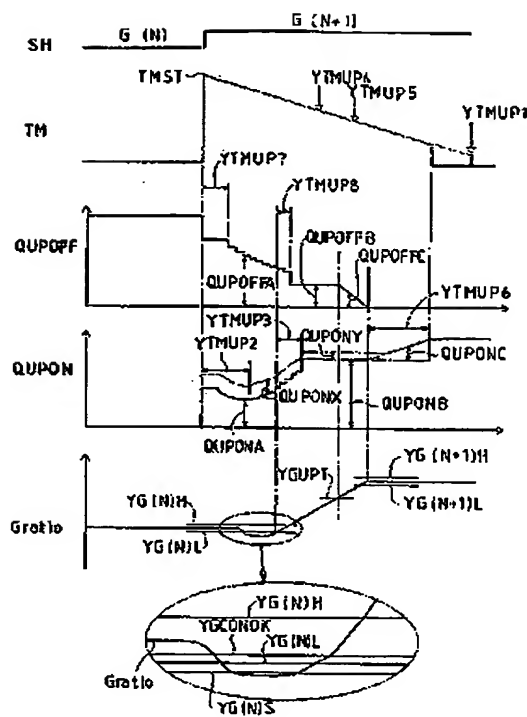 G (N)
G (N+1)
SH
TMST
YTMUP4
YTMUP5
YTMUP1
TM
YTMUP7
YTMUP8
QUPOFFB
QUPOFFC
QUPOFF
QUPOFFA
YTMUP6
YTMUP3
QUPONY
YTMUP2
QUPONC
QUPON
QUPONX
QUPONB
QUPONA
YG(N+1)H
YGUPT
YG(N)H
YG(N+1)L
YG(N)L
Gratio
YG(N)H
YGCONOK
YG(N)L
Gratio
YG(N)S